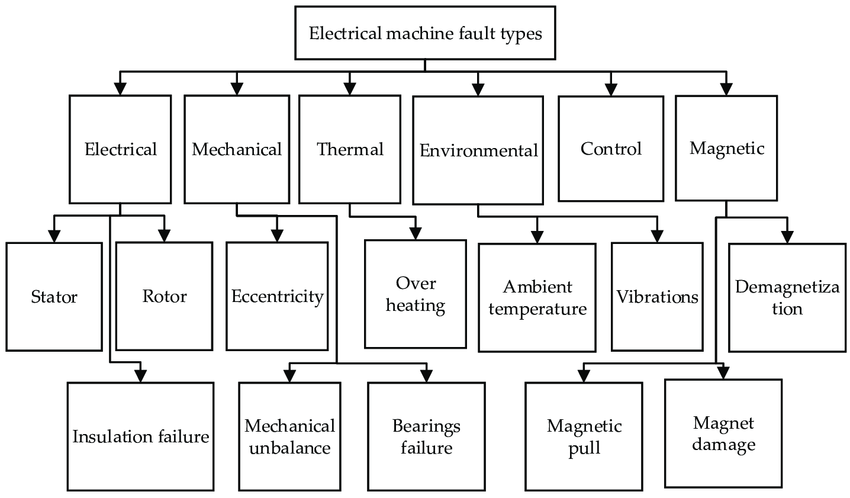 Electrical machine fault types
Electrical
Mechanical
Thermal
Environmental
Control
Magnetic
Stator
Rotor
Eccentricity
Over
heating
Ambient
temperature
Vibrations
Demagnetiza
tion
Insulation failure
Mechanical
unbalance
Bearings
failure
Magnetic
pull
Magnet
damage